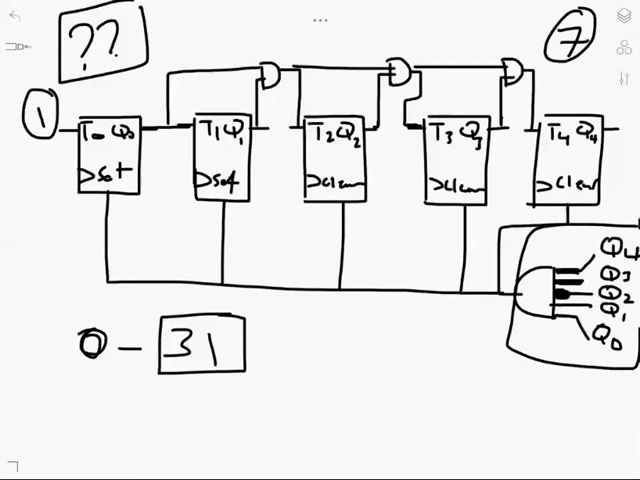 ??
7
1
T0 Q0
T1 Q1
T2 Q2
T3 Q3
T4 Q4
Set
Set
Clear
Clear
Clear
Q4
Q3
Q2
Q1
Q0
0 - 31